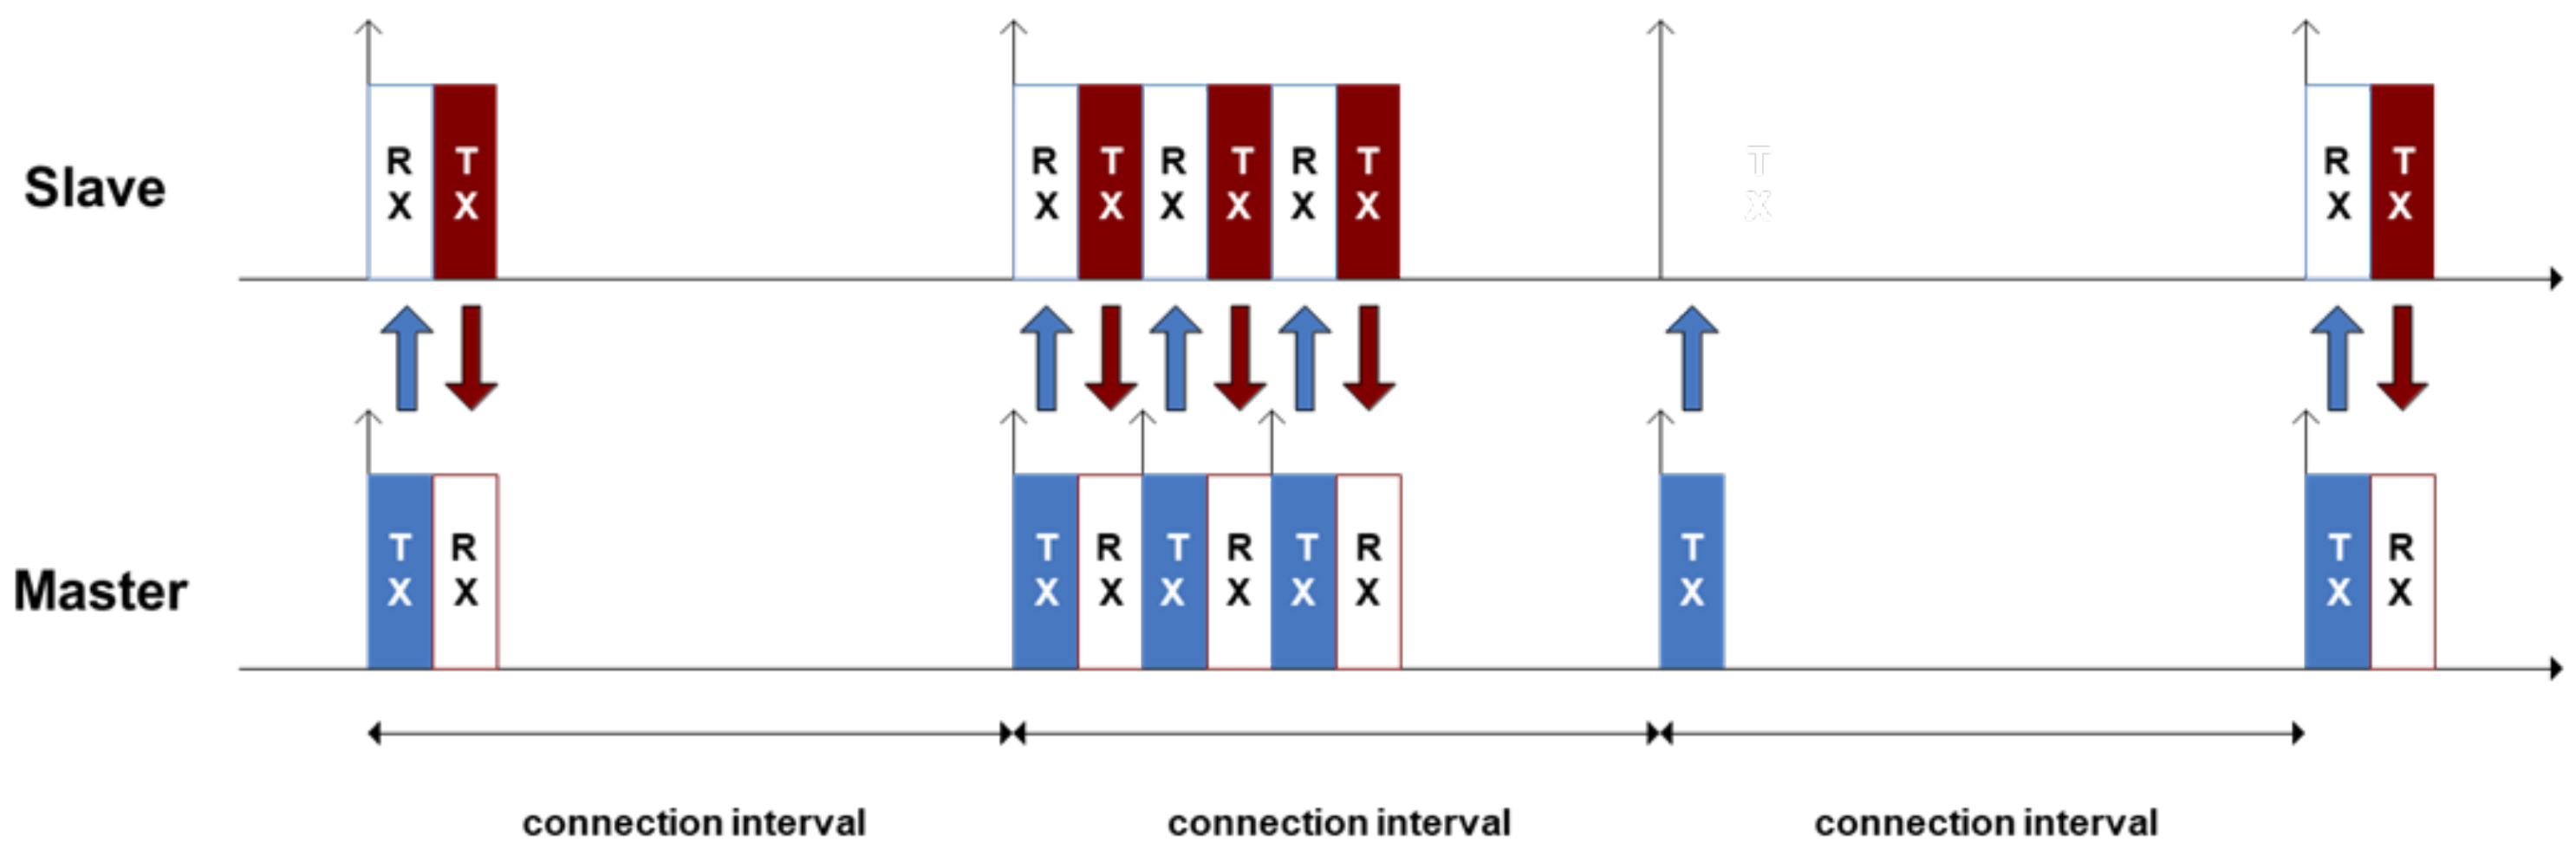 Slave
R
X
T
X
R
X
T
X
R
X
T
X
R
X
T
X
T
X
R
X
T
X
Master
T
X
R
X
T
X
R
X
T
X
R
X
T
X
R
X
T
X
T
X
R
X
connection interval
connection interval
connection interval